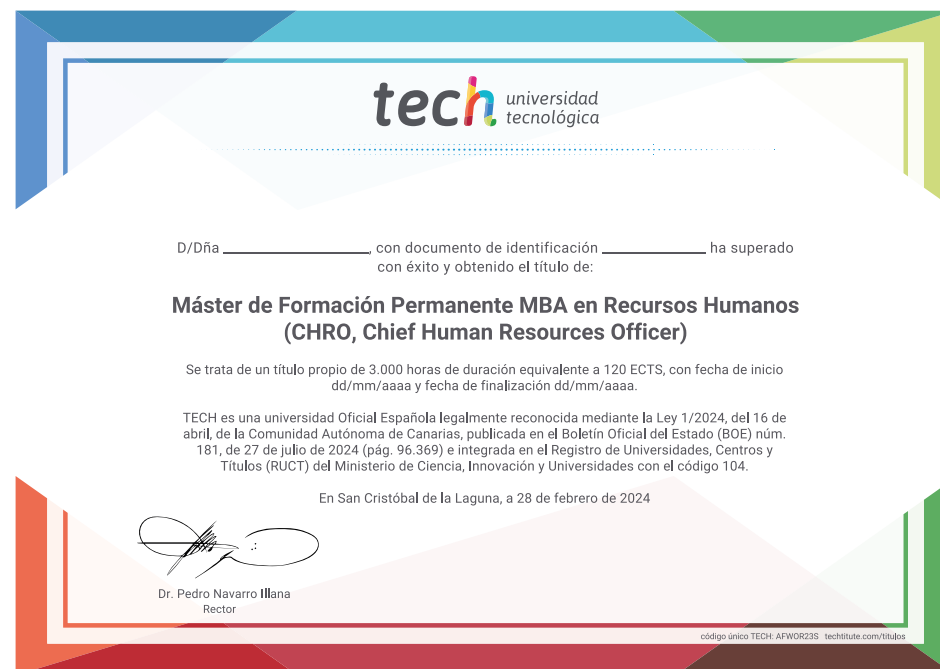 tech universidad
tecnológica
D/Dña ____________, con documento de identificación ____________ ha superado
con éxito y obtenido el título de:
Máster de Formación Permanente MBA en Recursos Humanos
(CHRO, Chief Human Resources Officer)
Se trata de un título propio de 3.000 horas de duración equivalente a 120 ECTS, con fecha de inicio
dd/mm/aaaa y fecha de finalización dd/mm/aaaa.
TECH es una universidad Oficial Española legalmente reconocida mediante la Ley 1/2024, del 16 de
abril, de la Comunidad Autónoma de Canarias, publicada en el Boletín Oficial del Estado (BOE) núm.
181, de 27 de julio de 2024 (pág. 96.369) e integrada en el Registro de Universidades, Centros y
Títulos (RUCT) del Ministerio de Ciencia, Innovación y Universidades con el código 104.
En San Cristóbal de la Laguna, a 28 de febrero de 2024
Dr. Pedro Navarro Illana
Rector
código único TECH: AFWOR23S techtitute.com/titulos